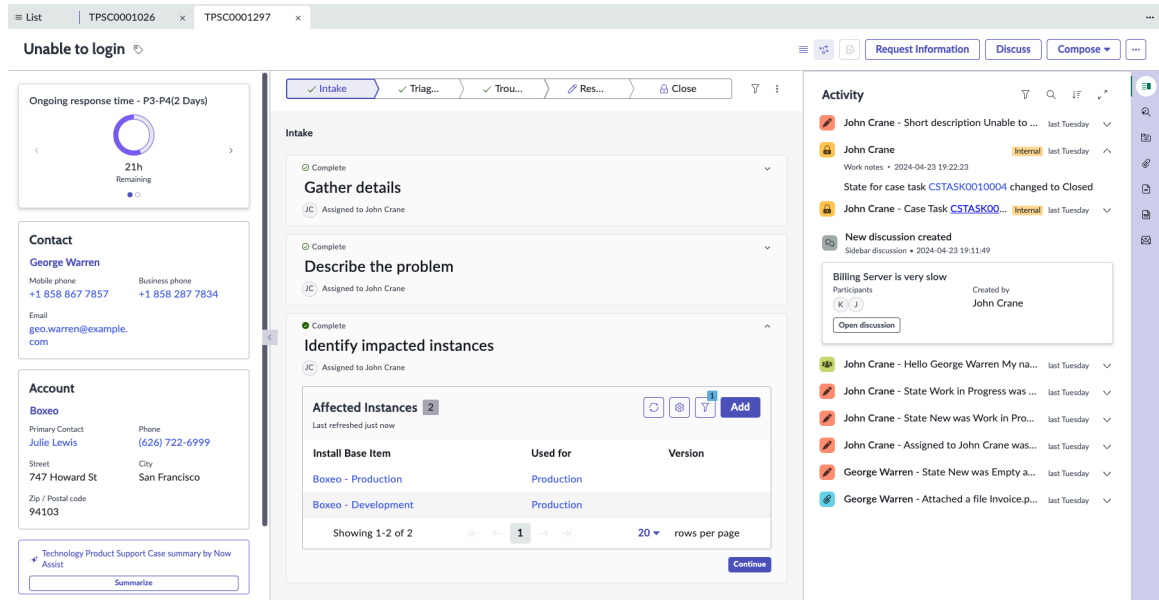 List
TPSC0001026
TPSC0001297
Unable to login
Request Information
Discuss
Compose
Ongoing response time - P3-P4(2 Days)
21h
Remaining
Contact
George Warren
Mobile phone
Business phone
+1 858 867 7857
+1 858 287 7834
Email
geo.warren@example.
com
Account
Boxeo
Primary Contact
Phone
Julie Lewis
(626) 722-6999
Street
City
747 Howard St
San Francisco
Zip / Postal code
94103
Technology Product Support Case summary by Now
Assist
Summarize
Intake
Triag...
Trou...
Res...
Close
Intake
Complete
Gather details
JC Assigned to John Crane
Complete
Describe the problem
JC Assigned to John Crane
Complete
Identify impacted instances
JC Assigned to John Crane
Affected Instances 2
1
Add
Last refreshed just now
Install Base Item
Used for
Version
Boxeo - Production
Production
Boxeo - Development
Production
Showing 1-2 of 2
1
20 rows per page
Continue
Activity
John Crane - Short description Unable to ... last Tuesday
John Crane Internal last Tuesday
Work notes • 2024-04-23 19:22:23
State for case task CSTASK0010004 changed to Closed
John Crane - Case Task CSTASK00... Internal last Tuesday
New discussion created
Sidebar discussion • 2024-04-23 19:11:49
Billing Server is very slow
Participants
Created by
K J
John Crane
Open discussion
John Crane - Hello George Warren My na... last Tuesday
John Crane - State Work in Progress was ... last Tuesday
John Crane - State New was Work in Pro... last Tuesday
John Crane - Assigned to John Crane was... last Tuesday
George Warren - State New was Empty a... last Tuesday
George Warren - Attached a file Invoice.p... last Tuesday